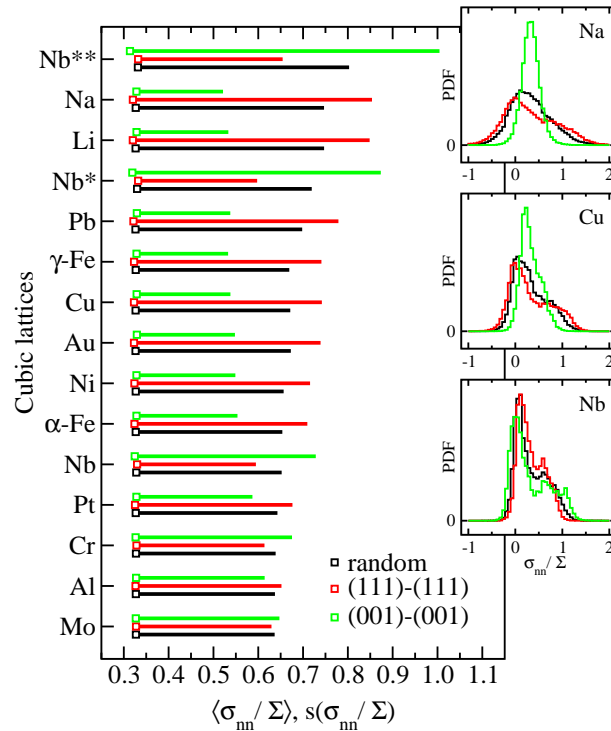 Cubic lattices
Nb**
Na
Li
Nb*
Pb
γ-Fe
Cu
Au
Ni
α-Fe
Nb
Pt
Cr
Al
Mo
random
(111)-(111)
(001)-(001)
0.3 0.4 0.5 0.6 0.7 0.8 0.9 1.0 1.1
⟨σnn/ Σ⟩, s(σnn/ Σ)
Na
PDF
0
-1 0 1 2
Cu
PDF
0
-1 0 1 2
Nb
PDF
0
-1 0 1 2
σnn/ Σ